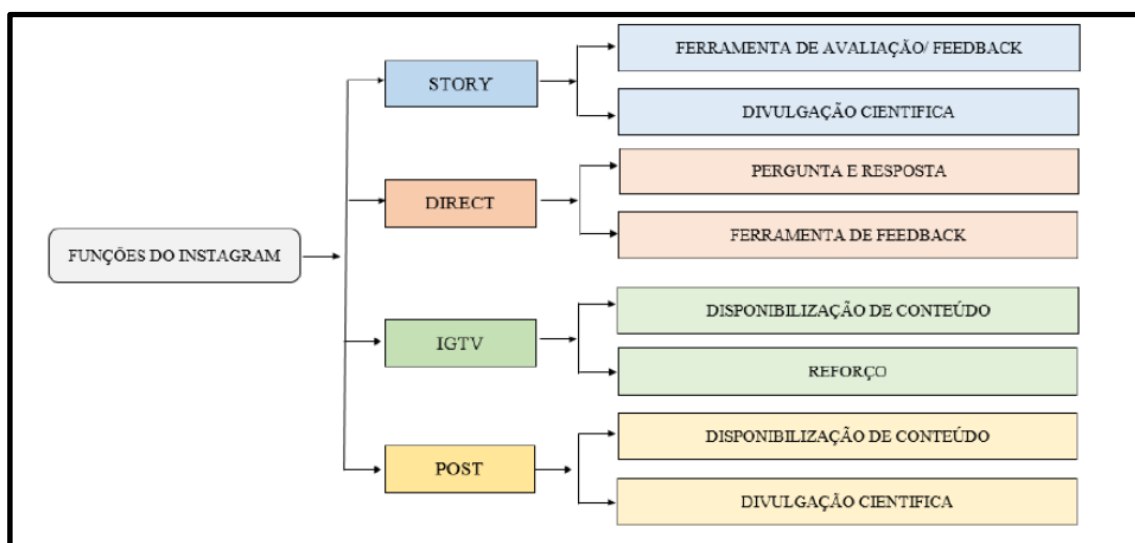 FUNÇÕES DO INSTAGRAM
STORY
FERRAMENTA DE AVALIAÇÃO/ FEEDBACK
DIVULGAÇÃO CIENTIFICA
DIRECT
PERGUNTA E RESPOSTA
FERRAMENTA DE FEEDBACK
IGTV
DISPONIBILIZAÇÃO DE CONTEÚDO
REFORÇO
POST
DISPONIBILIZAÇÃO DE CONTEÚDO
DIVULGAÇÃO CIENTIFICA